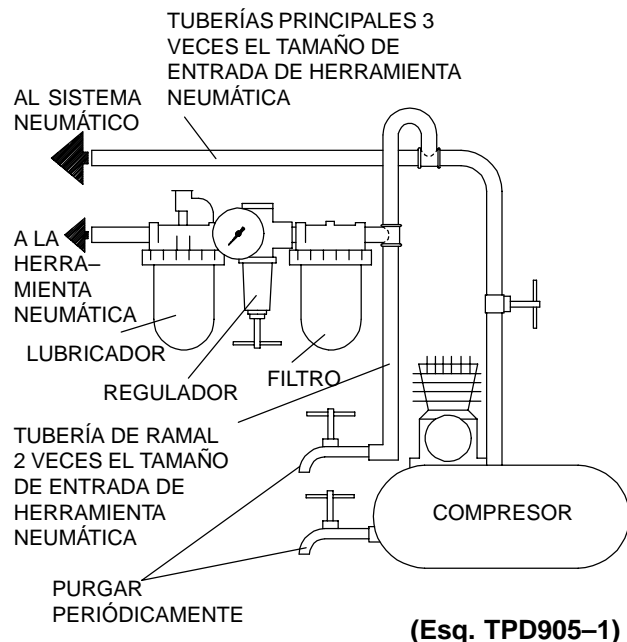 TUBERÍAS PRINCIPALES 3
VECES EL TAMAÑO DE
ENTRADA DE HERRAMIENTA
NEUMÁTICA
AL SISTEMA
NEUMÁTICO
A LA
HERRA–
MIENTA
NEUMÁTICA
LUBRICADOR
REGULADOR
FILTRO
TUBERÍA DE RAMAL
2 VECES EL TAMAÑO
DE ENTRADA DE
HERRAMIENTA
NEUMÁTICA
COMPRESOR
PURGAR
PERIÓDICAMENTE
(Esq. TPD905–1)